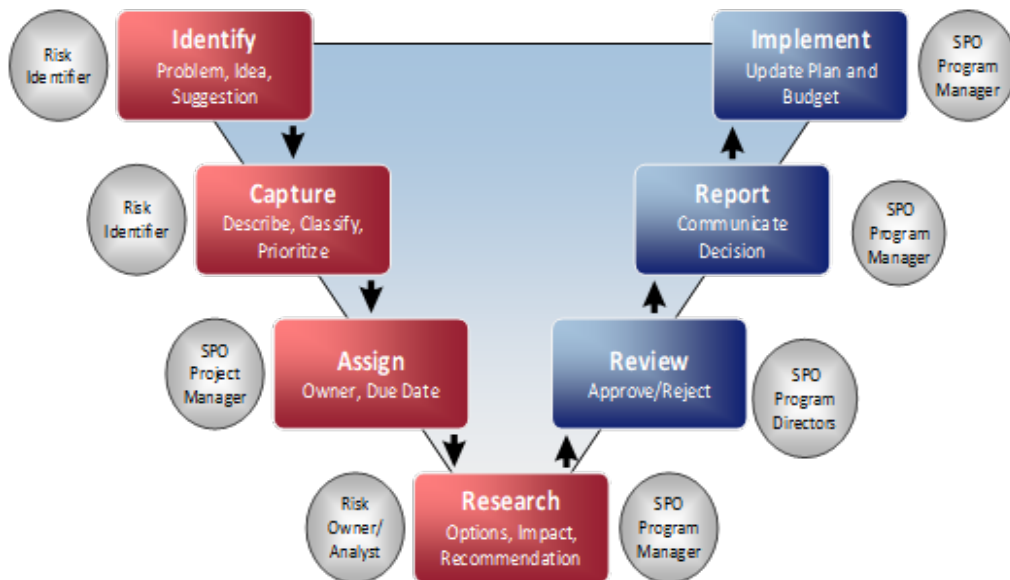 Risk
Identifier
Identify
Problem, Idea,
Suggestion
Implement
Update Plan and
Budget
SPO
Program
Manager
Risk
Identifier
Capture
Describe, Classify,
Prioritize
Report
Communicate
Decision
SPO
Program
Manager
SPO
Project
Manager
Assign
Owner, Due Date
Review
Approve/Reject
SPO
Program
Directors
Risk
Owner/
Analyst
Research
Options, Impact,
Recommendation
SPO
Program
Manager